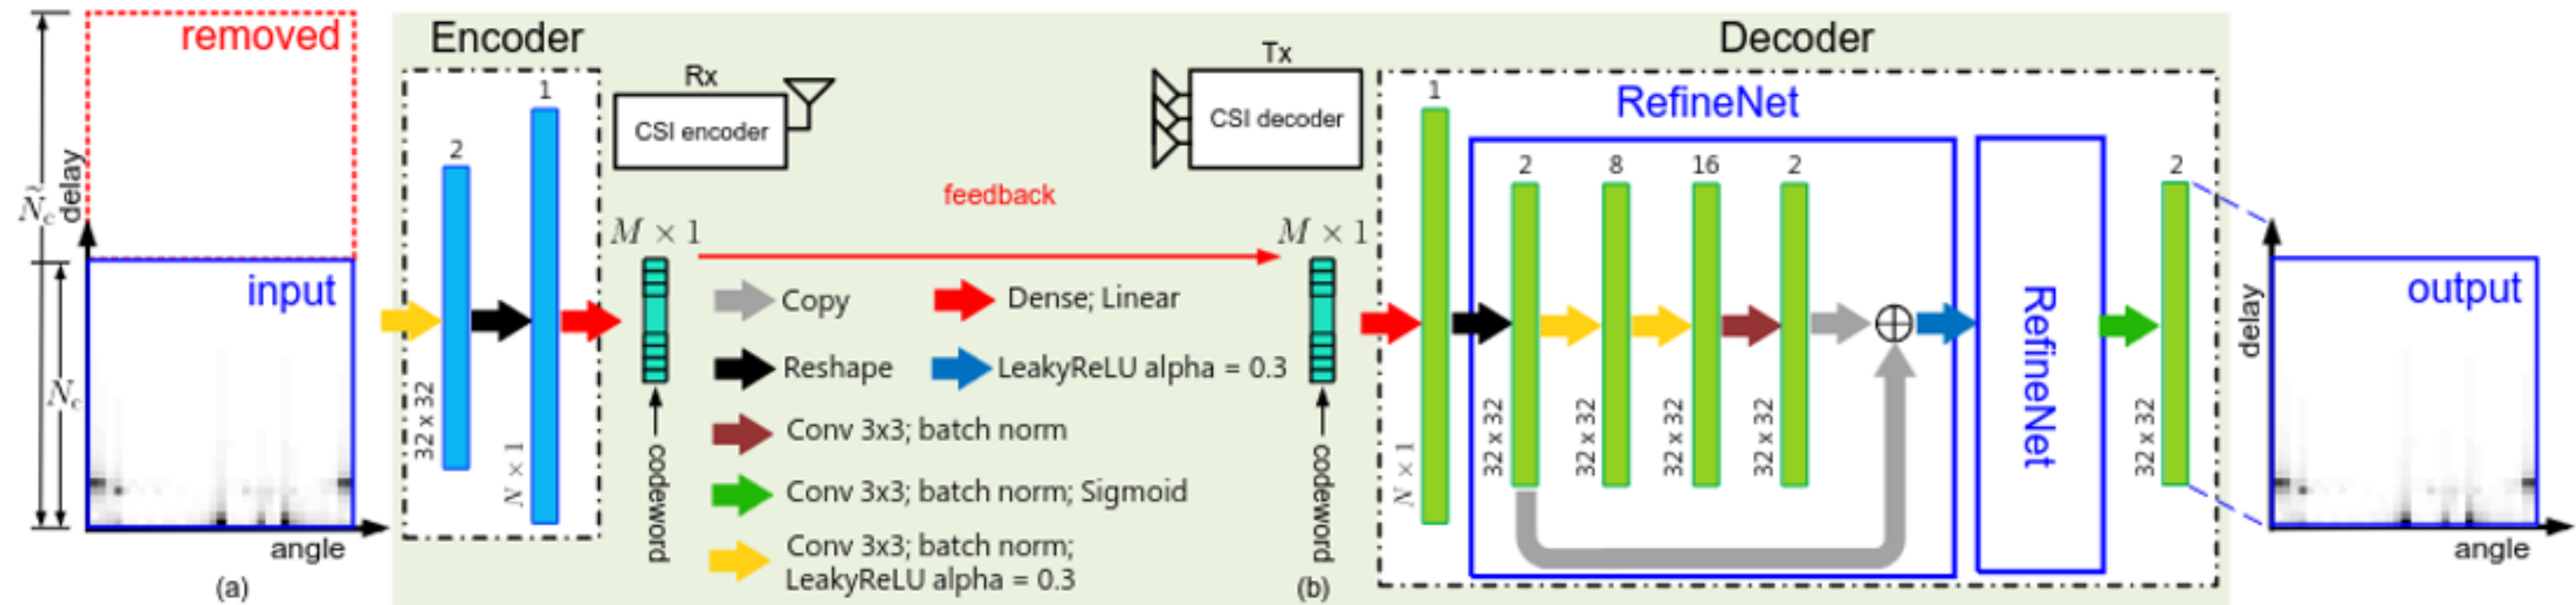 removed
Ñc
delay
input
Nc
angle
(a)
Encoder
2
32 x 32
1
N × 1
Rx
CSI encoder
M × 1
codeword
feedback
Tx
CSI decoder
M × 1
codeword
Copy
Dense; Linear
Reshape
LeakyReLU alpha = 0.3
Conv 3x3; batch norm
Conv 3x3; batch norm; Sigmoid
Conv 3x3; batch norm;
LeakyReLU alpha = 0.3
(b)
Decoder
1
N × 1
RefineNet
2
8
16
2
32 x 32
32 x 32
32 x 32
32 x 32
RefineNet
2
32 x 32
delay
output
angle